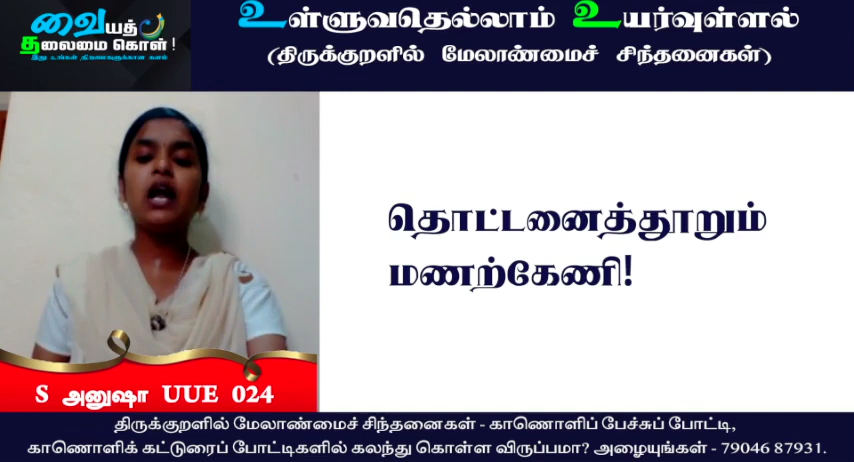 வையத்
தலைமை கொள் !
உள்ளுவதெல்லாம் உயர்வுள்ளல்
(திருக்குறளில் மேலாண்மைச் சிந்தனைகள்)
தொட்டனைத்தூறும்
மணற்கேணி!
S அனுஷா UUE 024
திருக்குறளில் மேலாண்மைச் சிந்தனைகள் - காணொளிப் பேச்சுப் போட்டி,
காணொளிக் கட்டுரைப் போட்டிகளில் கலந்து கொள்ள விருப்பமா? அழையுங்கள் - 79046 87931.